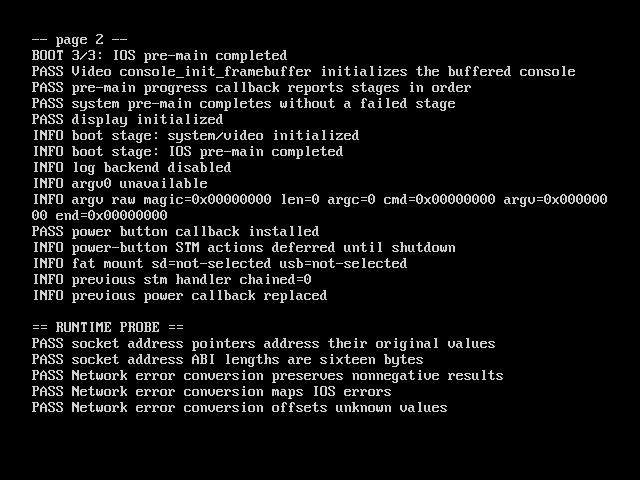 -- page 2 --
BOOT 3/3: IOS pre-main completed
PASS Video console_init_framebuffer initializes the buffered console
PASS pre-main progress callback reports stages in order
PASS system pre-main completes without a failed stage
PASS display initialized
INFO boot stage: system/video initialized
INFO boot stage: IOS pre-main completed
INFO log backend disabled
INFO argv0 unavailable
INFO argv raw magic=0x00000000 len=0 argc=0 cmd=0x00000000 argv=0x000000
00 end=0x00000000
PASS power button callback installed
INFO power-button STM actions deferred until shutdown
INFO fat mount sd=not-selected usb=not-selected
INFO previous stm handler chained=0
INFO previous power callback replaced
== RUNTIME PROBE ==
PASS socket address pointers address their original values
PASS socket address ABI lengths are sixteen bytes
PASS Network error conversion preserves nonnegative results
PASS Network error conversion maps IOS errors
PASS Network error conversion offsets unknown values